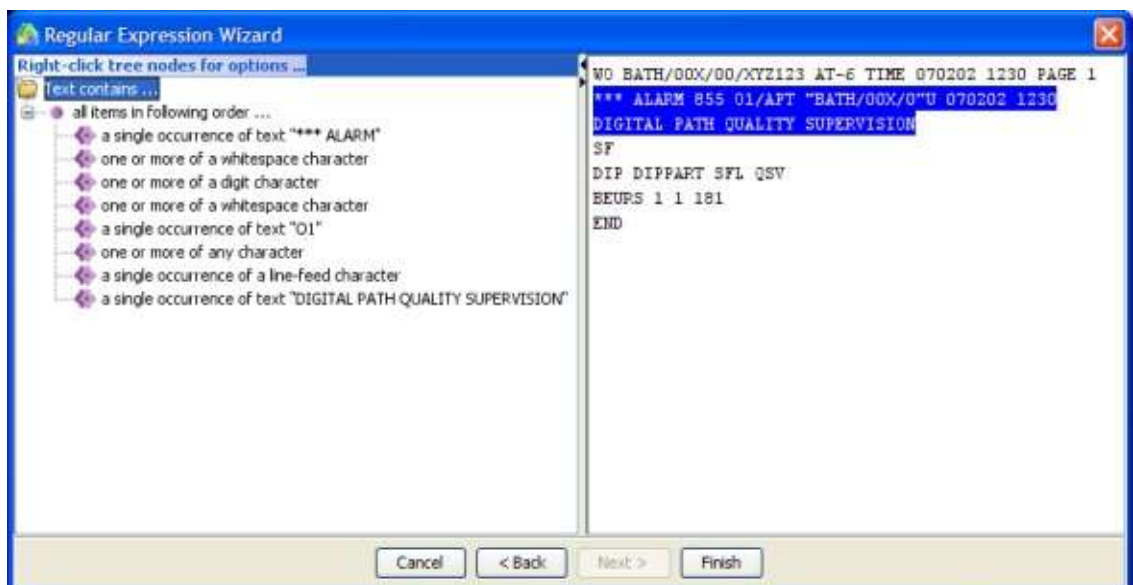 Regular Expression Wizard
Right-click tree nodes for options ...
Text contains ...
all items in following order ...
a single occurrence of text "*** ALARM"
one or more of a whitespace character
one or more of a digit character
one or more of a whitespace character
a single occurrence of text "O1"
one or more of any character
a single occurrence of a line-feed character
a single occurrence of text "DIGITAL PATH QUALITY SUPERVISION"
WO BATH/00X/00/XYZ123 AT-6 TIME 070202 1230 PAGE 1
*** ALARM 855 01/APT "BATH/00X/0"U 070202 1230
DIGITAL PATH QUALITY SUPERVISION
SF
DIP DIPPART SFL QSV
BEURS 1 1 181
END
Cancel
< Back
Next >
Finish